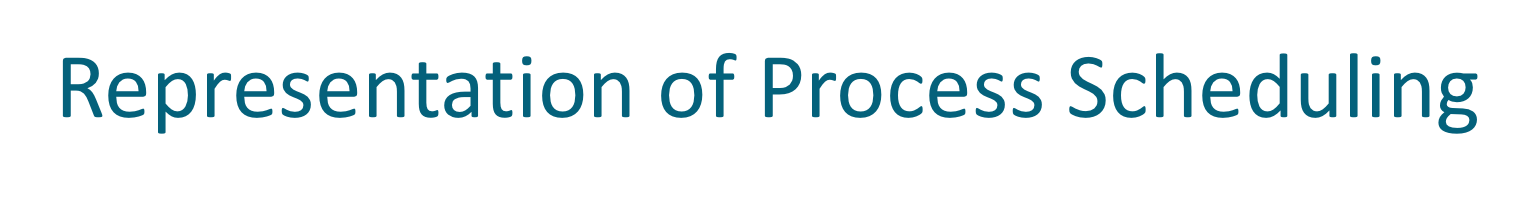 Representation of Process Scheduling